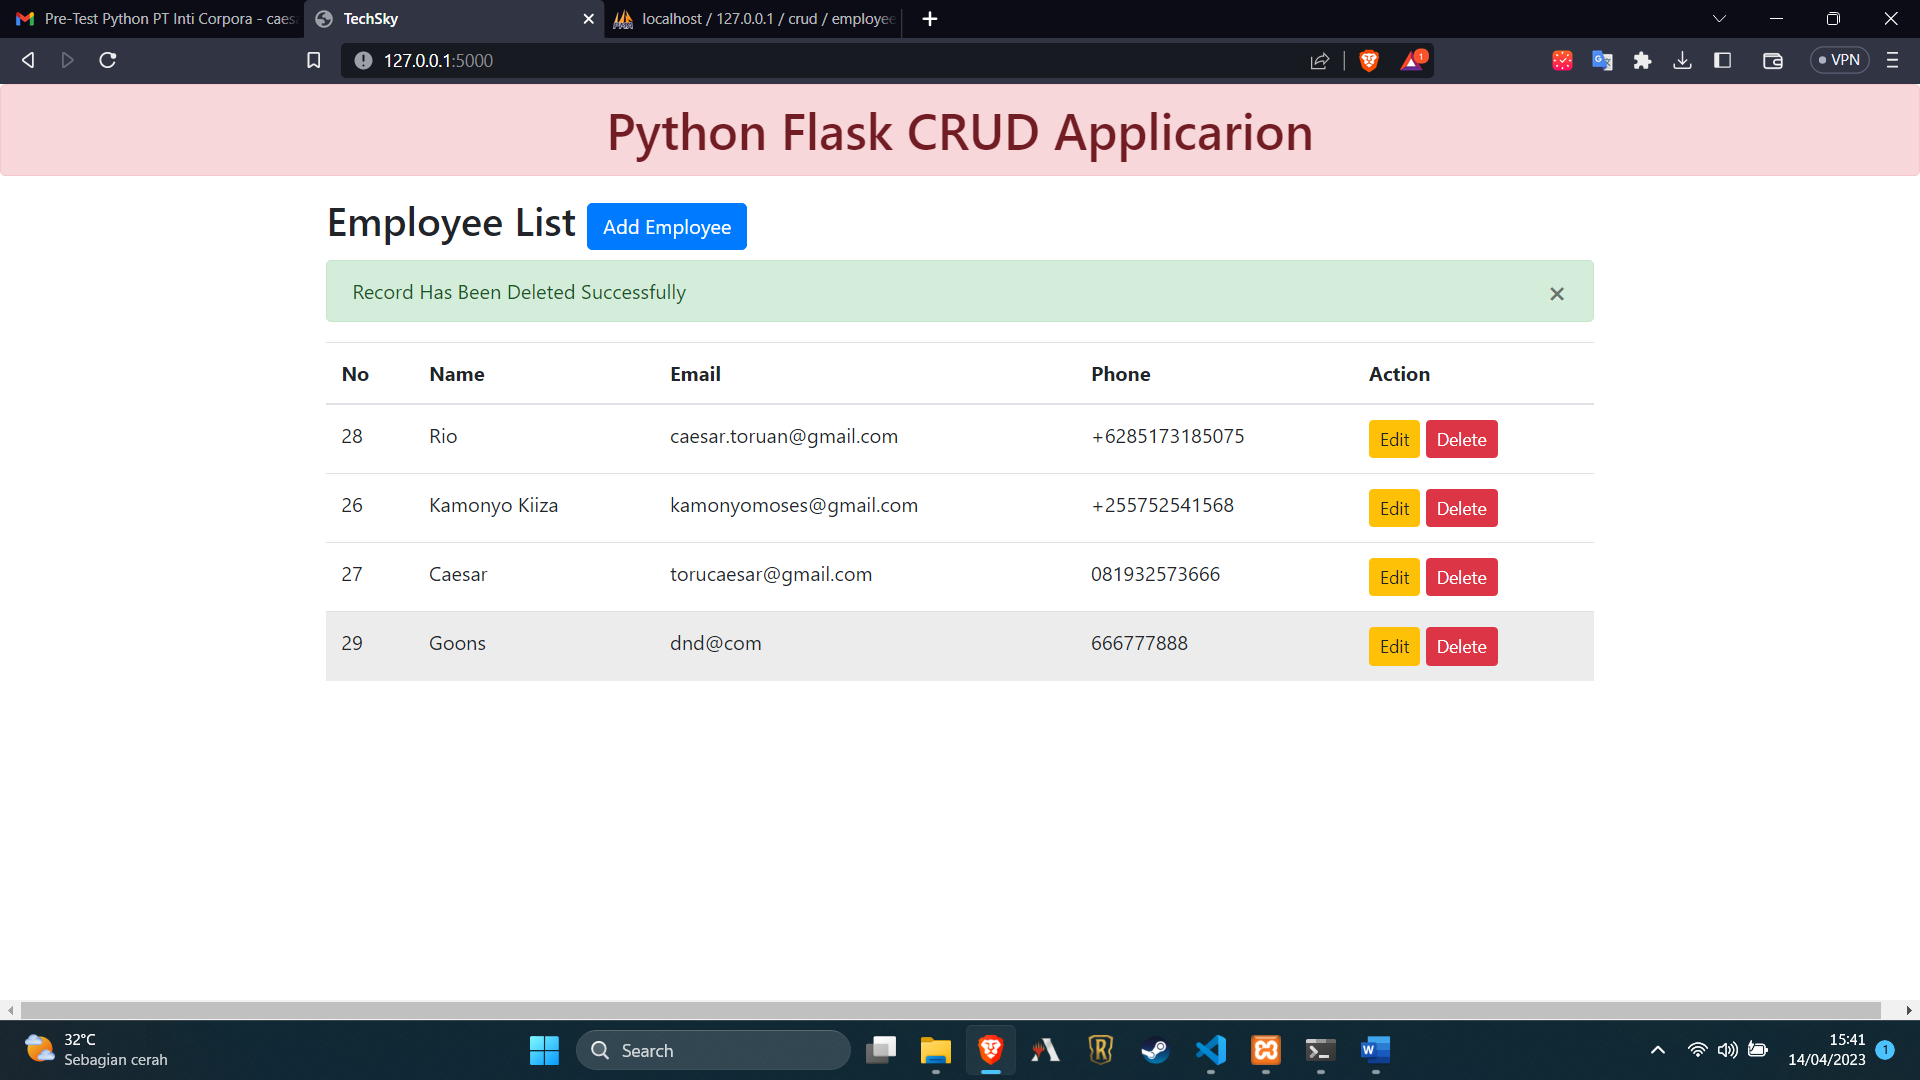 Pre-Test Python PT Inti Corpora - caes
TechSky
localhost / 127.0.0.1 / crud / employee
127.0.0.1:5000
1
VPN
Python Flask CRUD Applicarion
Employee List Add Employee
Record Has Been Deleted Successfully ×
No Name Email Phone Action
28 Rio caesar.toruan@gmail.com +6285173185075 Edit Delete
26 Kamonyo Kiiza kamonyomoses@gmail.com +255752541568 Edit Delete
27 Caesar torucaesar@gmail.com 081932573666 Edit Delete
29 Goons dnd@com 666777888 Edit Delete
32°C
Sebagian cerah
Search
15:41
14/04/2023
1